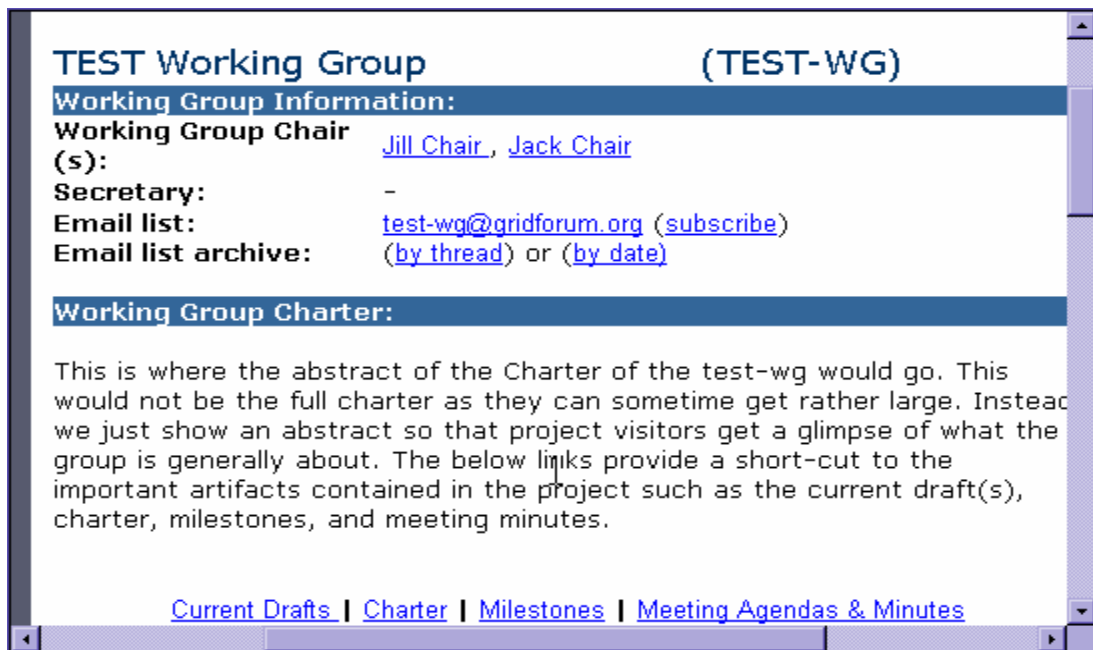 TEST Working Group (TEST-WG)
Working Group Information:
Working Group Chair
(s): Jill Chair , Jack Chair
Secretary: -
Email list: test-wg@gridforum.org (subscribe)
Email list archive: (by thread) or (by date)
Working Group Charter:
This is where the abstract of the Charter of the test-wg would go. This
would not be the full charter as they can sometime get rather large. Instead
we just show an abstract so that project visitors get a glimpse of what the
group is generally about. The below links provide a short-cut to the
important artifacts contained in the project such as the current draft(s),
charter, milestones, and meeting minutes.
Current Drafts | Charter | Milestones | Meeting Agendas & Minutes